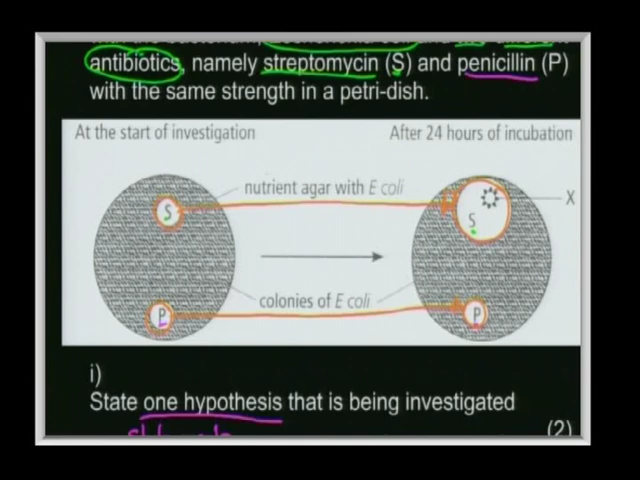 antibiotics, namely streptomycin (S) and penicillin (P)
with the same strength in a petri-dish.
At the start of investigation
After 24 hours of incubation
nutrient agar with E coli
X
S
S
colonies of E coli
P
P
i)
State one hypothesis that is being investigated
(2)